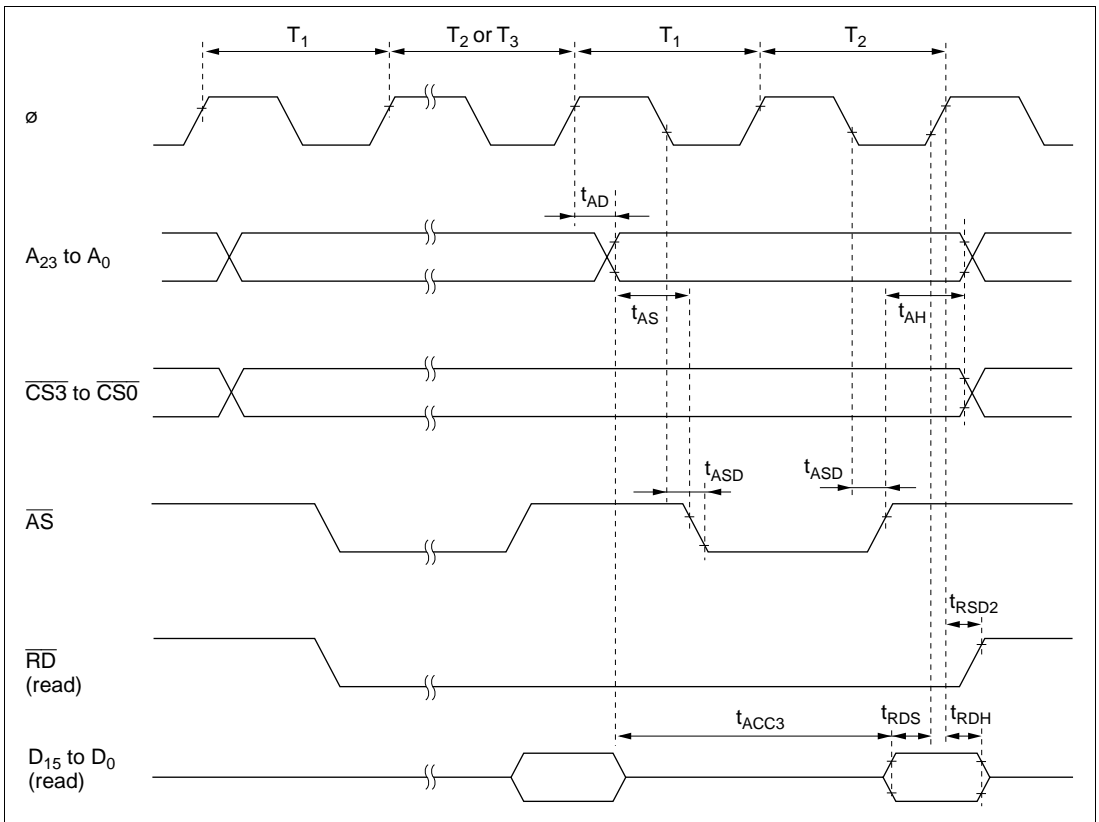 T1 T2 or T3 T1 T2
ø
tAD
A23 to A0
tAS tAH
CS3 to CS0
tASD tASD
AS
tRSD2
RD
(read)
tACC3 tRDS tRDH
D15 to D0
(read)